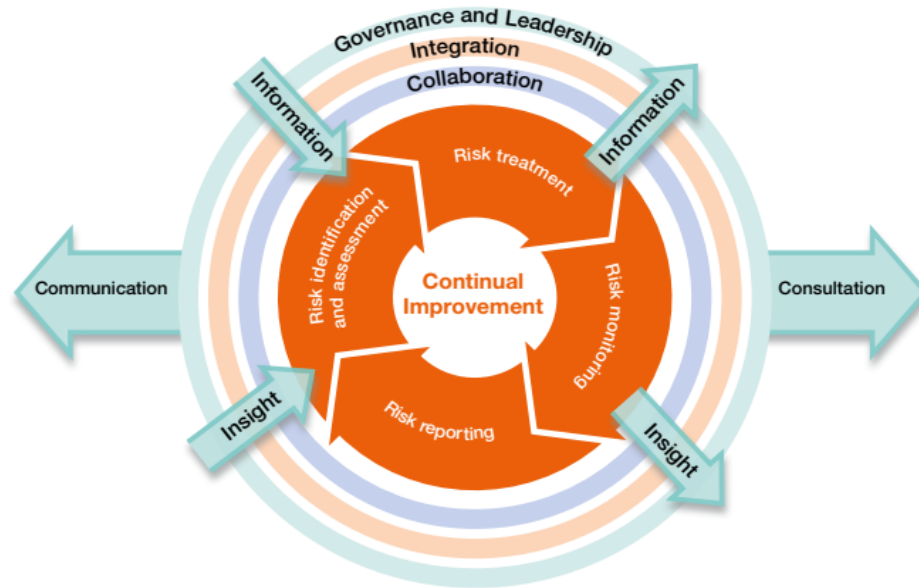 Governance and Leadership
Integration
Collaboration
Information
Information
Risk treatment
Risk identification
and assessment
Communication
Continual
Improvement
Risk monitoring
Consultation
Insight
Risk reporting
Insight